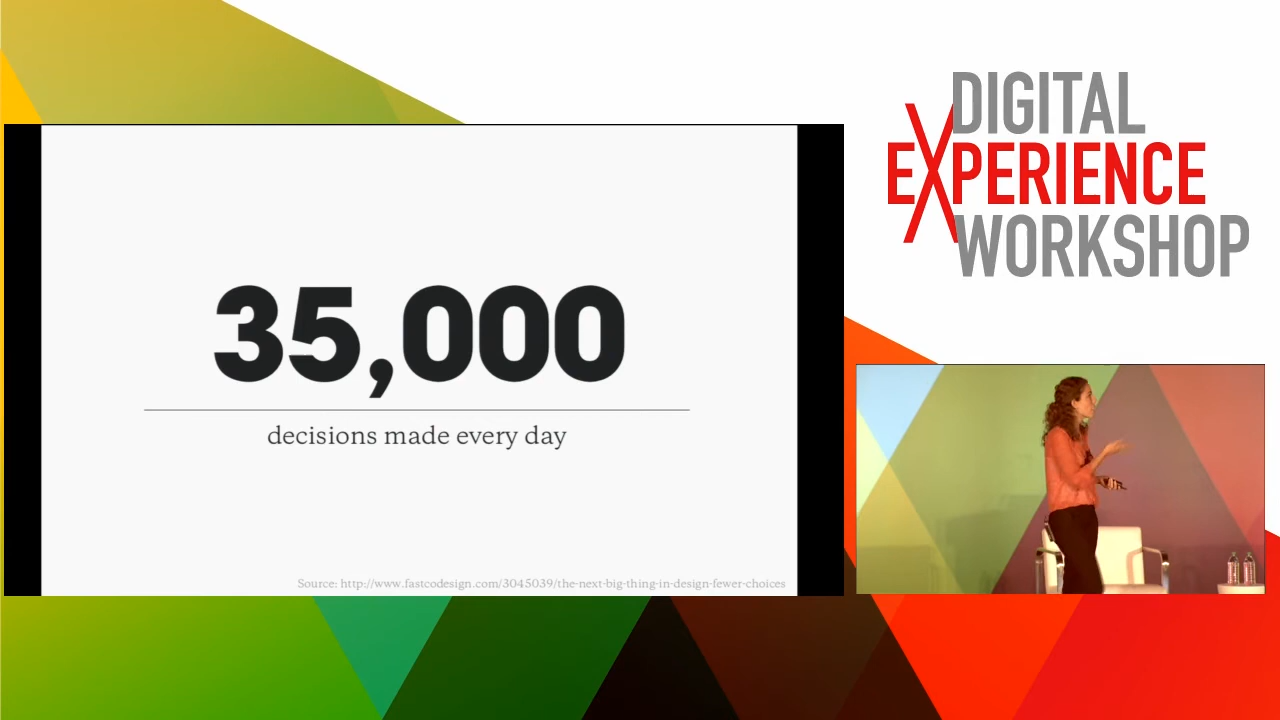 35,000
decisions made every day
Source: http://www.fastcodesign.com/3045039/the-next-big-thing-in-design-fewer-choices
DIGITAL
EXPERIENCE
WORKSHOP